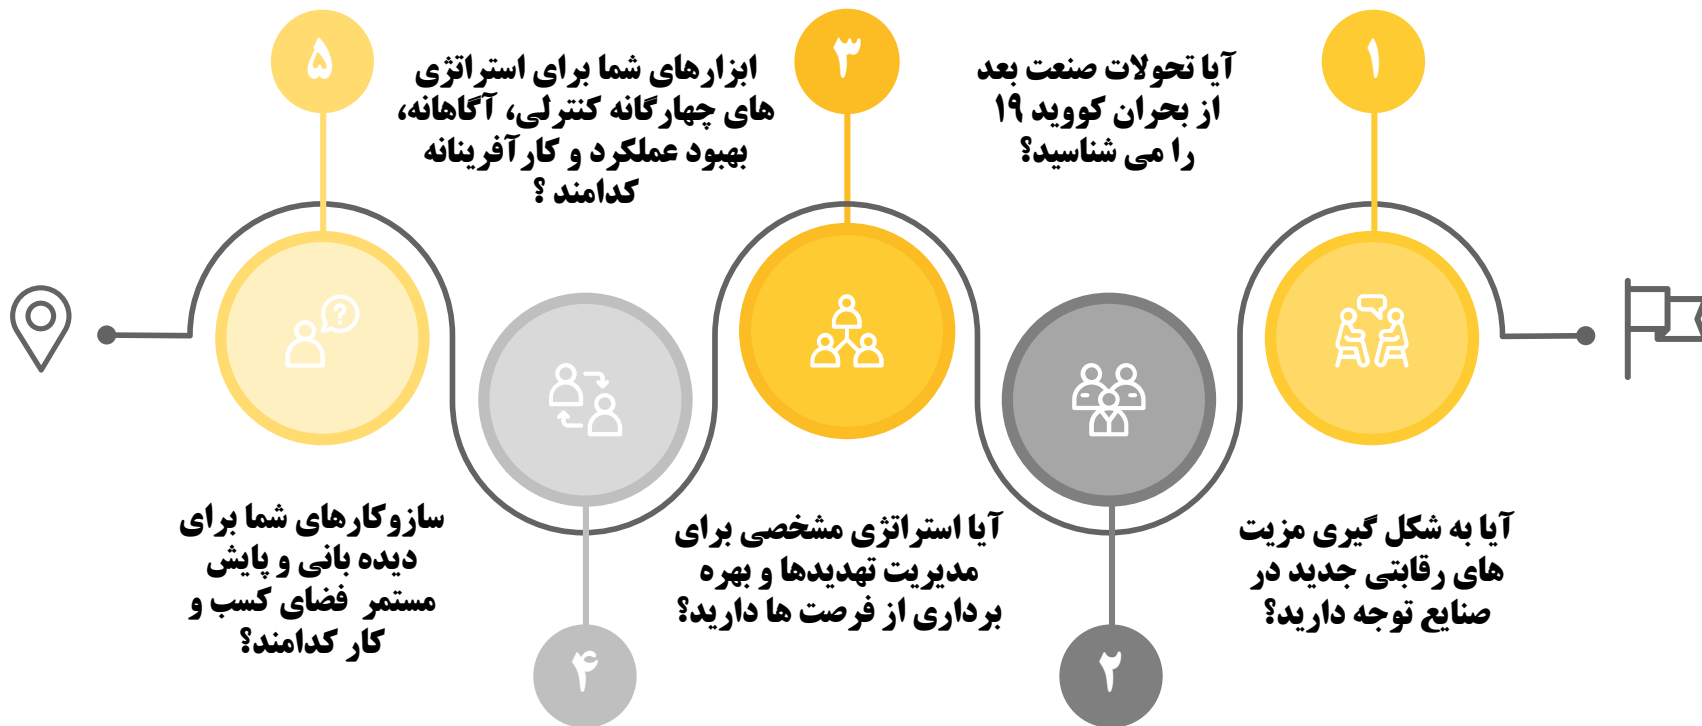 ۱
آیا تحولات صنعت بعد
از بحران کووید ۱۹
را می شناسید؟
۲
آیا به شکل گیری مزیت
های رقابتی جدید در
صنایع توجه دارید؟
۳
آیا استراتژی مشخصی برای
مدیریت تهدیدها و بهره
برداری از فرصت ها دارید؟
۴
ابزارهای شما برای استراتژی
های چهارگانه کنترلی، آگاهانه،
بهبود عملکرد و کارآفرینانه
کدامند ؟
۵
سازوکارهای شما برای
دیده بانی و پایش
مستمر فضای کسب و
کار کدامند؟
?